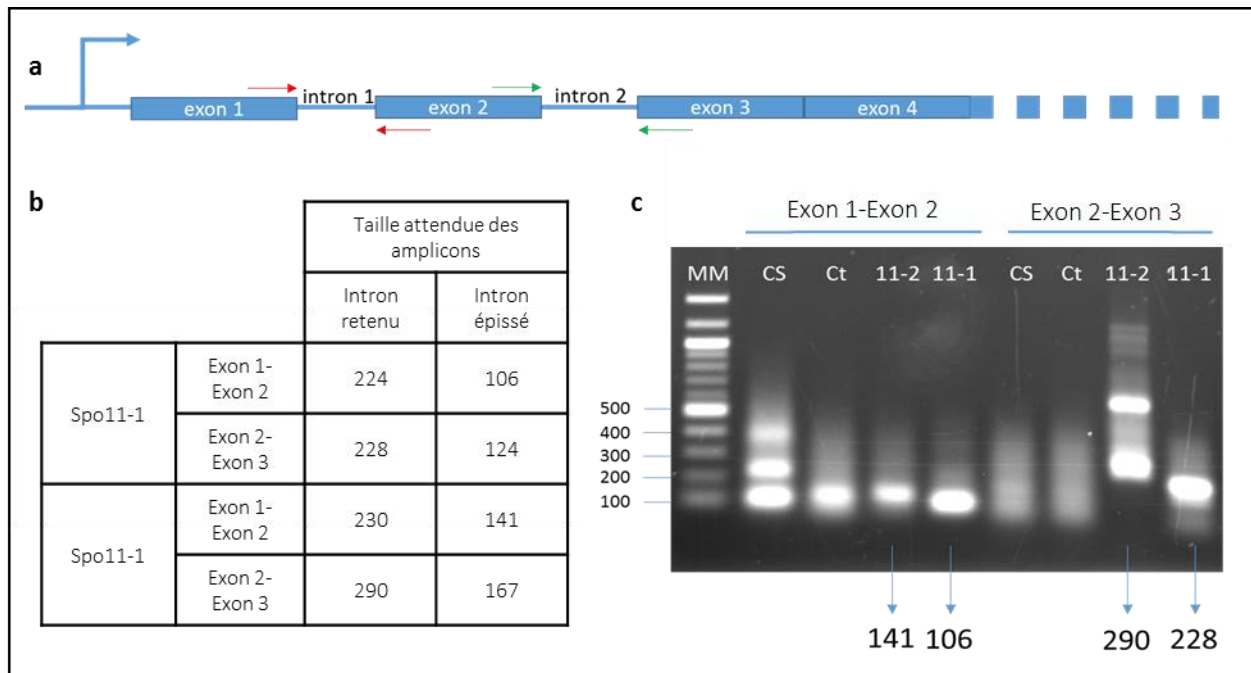 a
exon 1
intron 1
exon 2
intron 2
exon 3
exon 4
b
Taille attendue des
amplicons
Intron
retenu
Intron
épissé
Spo11-1
Exon 1-
Exon 2
224
106
Exon 2-
Exon 3
228
124
Spo11-1
Exon 1-
Exon 2
230
141
Exon 2-
Exon 3
290
167
c
Exon 1-Exon 2
Exon 2-Exon 3
MM
CS
Ct
11-2
11-1
CS
Ct
11-2
11-1
500
400
300
200
100
141
106
290
228